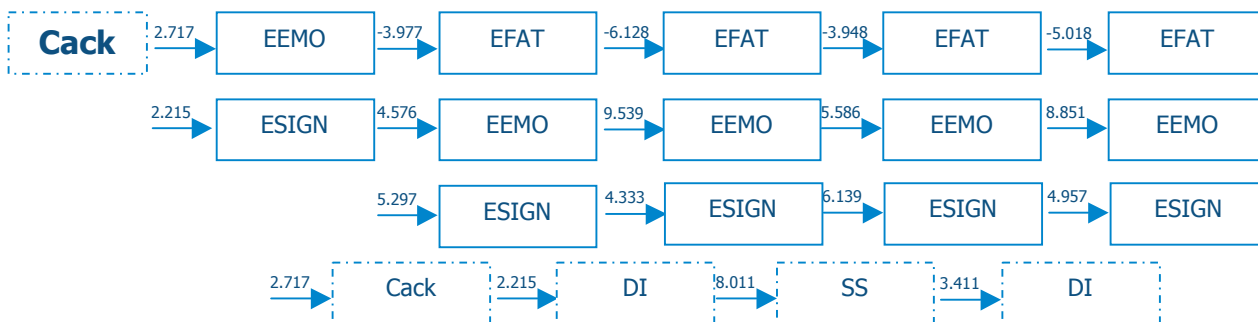 Cack 2.717 EEMO -3.977 EFAT -6.128 EFAT -3.948 EFAT -5.018 EFAT
2.215 ESIGN 4.576 EEMO 9.539 EEMO 5.586 EEMO 8.851 EEMO
5.297 ESIGN 4.333 ESIGN 6.139 ESIGN 4.957 ESIGN
2.717 Cack 2.215 DI 8.011 SS 3.411 DI